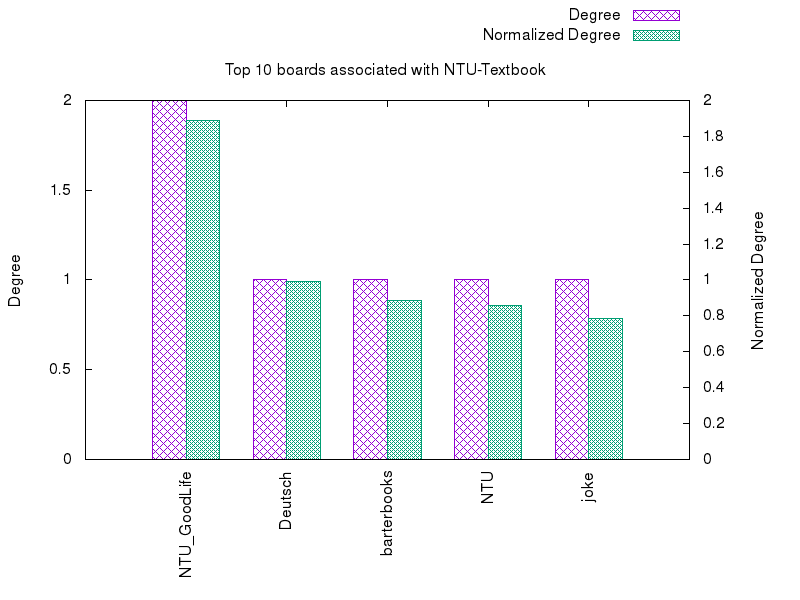 Degree
Normalized Degree
Top 10 boards associated with NTU-Textbook
2
1.5
1
0.5
0
Degree
2
1.8
1.6
1.4
1.2
1
0.8
0.6
0.4
0.2
0
Normalized Degree
NTU_GoodLife
Deutsch
barterbooks
NTU
joke